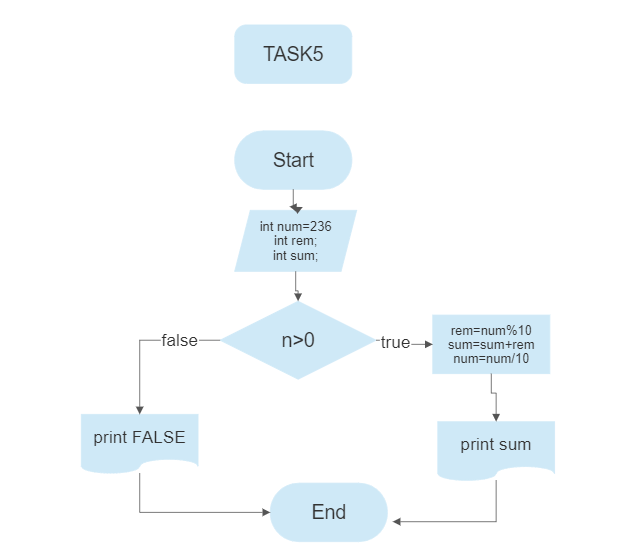 TASK5
Start
int num=236
int rem;
int sum;
n>0
false
true
rem=num%10
sum=sum+rem
num=num/10
print FALSE
print sum
End